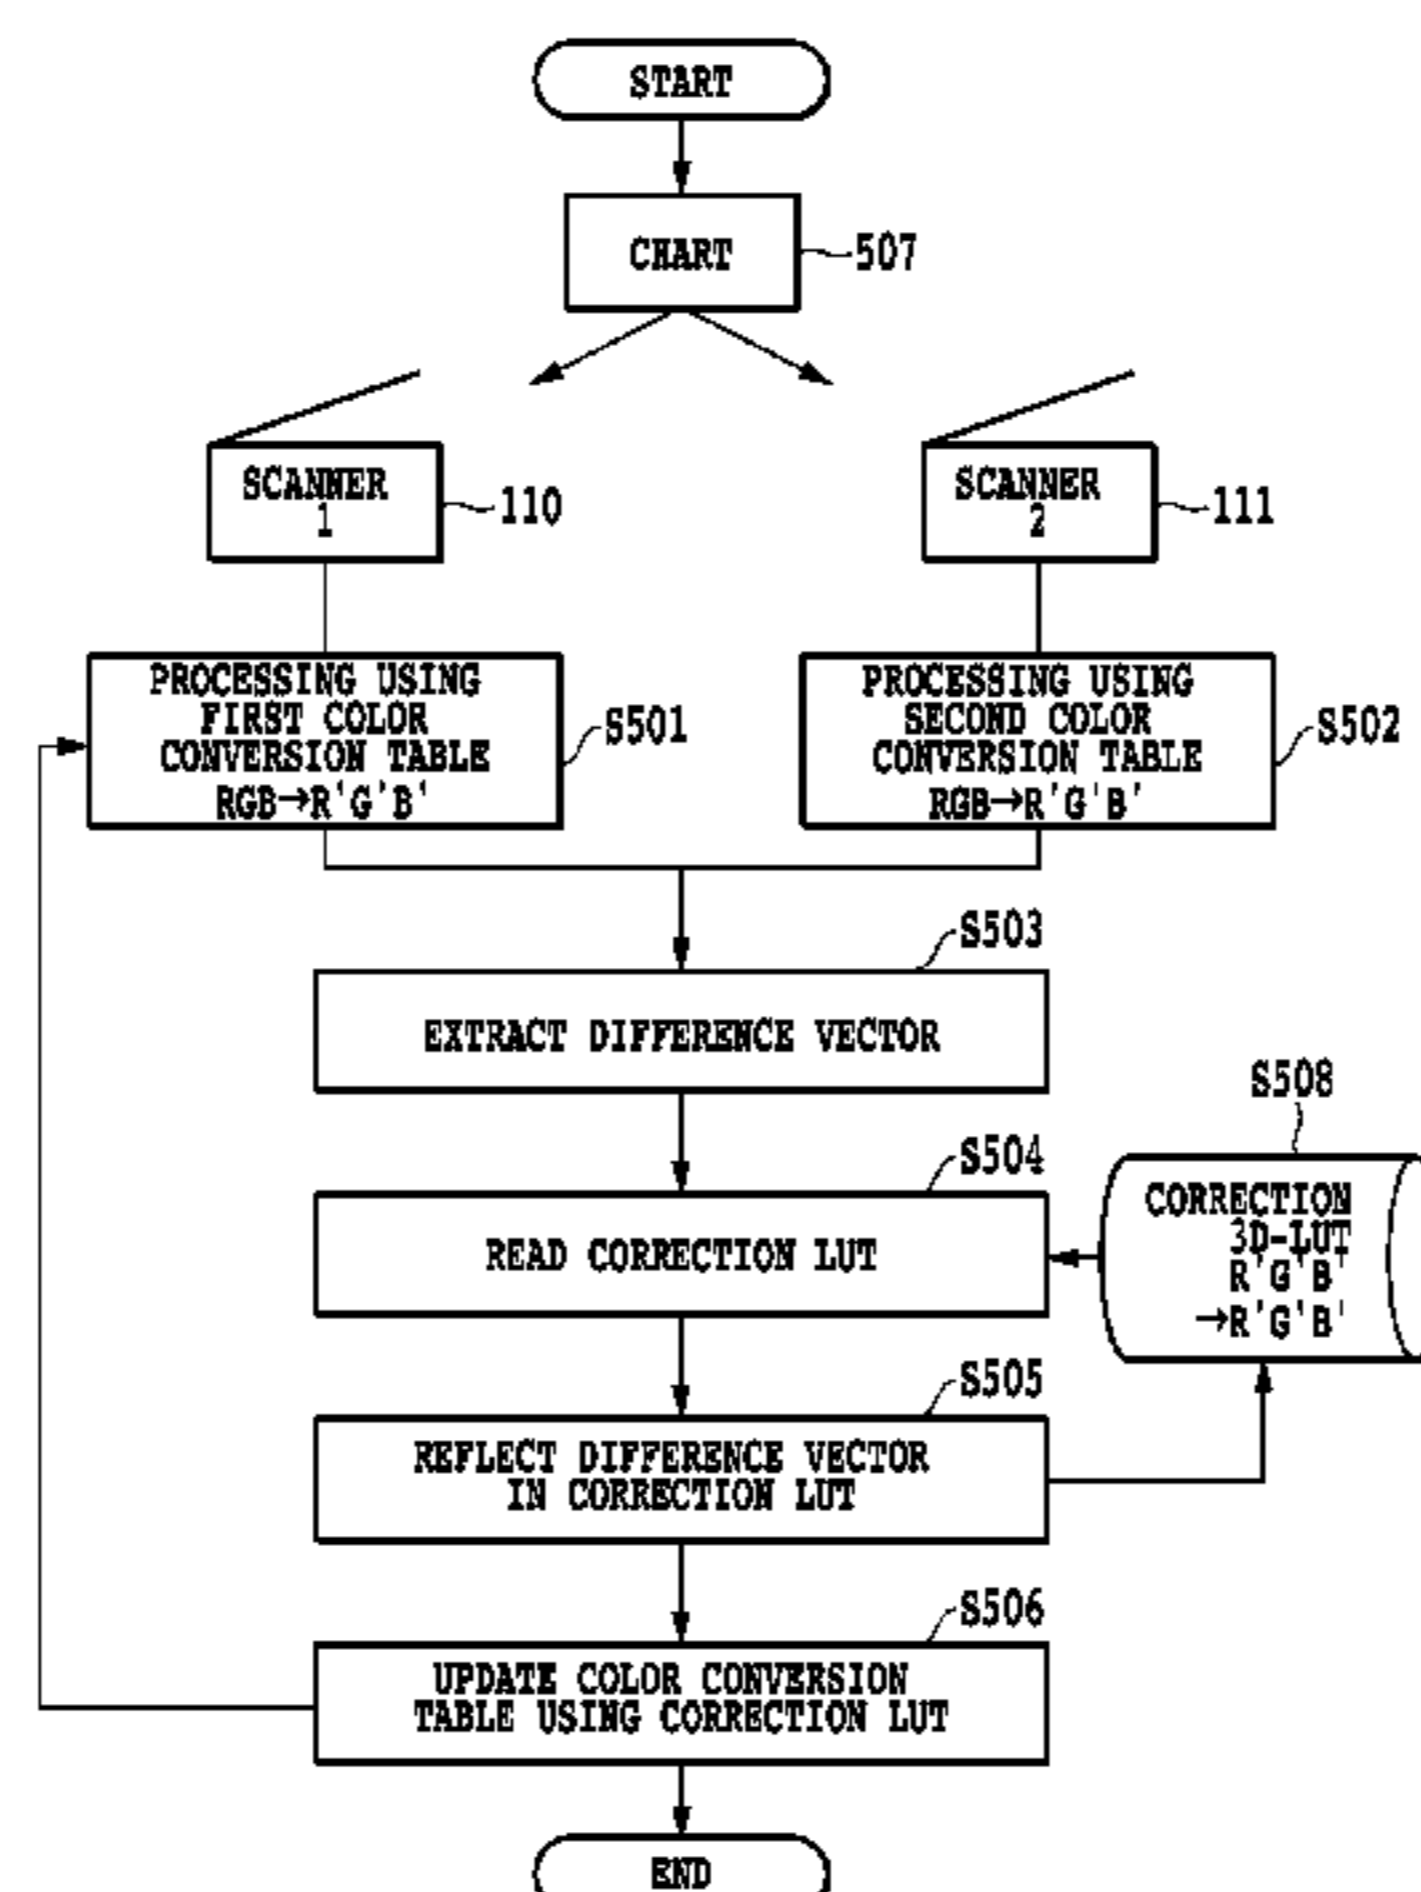 START
CHART
507
SCANNER
1
110
SCANNER
2
111
PROCESSING USING
FIRST COLOR
CONVERSION TABLE
RGB→R'G'B'
S501
PROCESSING USING
SECOND COLOR
CONVERSION TABLE
RGB→R'G'B'
S502
S503
EXTRACT DIFFERENCE VECTOR
S504
READ CORRECTION LUT
S508
CORRECTION
3D-LUT
R'G'B'
→R'G'B'
S505
REFLECT DIFFERENCE VECTOR
IN CORRECTION LUT
S506
UPDATE COLOR CONVERSION
TABLE USING CORRECTION LUT
END